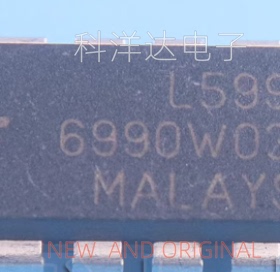 科洋达电子
L599
6990W02
MALAYS
NEW AND ORIGINAL